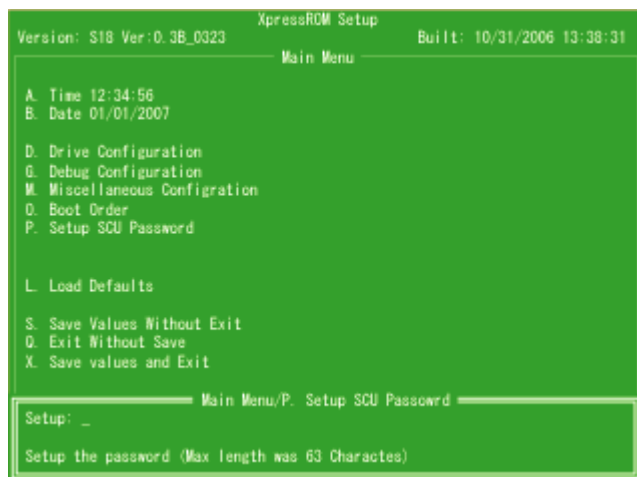 XpressROM Setup
Version: S18 Ver:0.3B_0323 Built: 10/31/2006 13:38:31
Main Menu
A. Time 12:34:56
B. Date 01/01/2007
D. Drive Configuration
G. Debug Configuration
M. Miscellaneous Configration
O. Boot Order
P. Setup SCU Password
L. Load Defaults
S. Save Values Without Exit
Q. Exit Without Save
X. Save values and Exit
Main Menu/P. Setup SCU Passowrd
Setup: _
Setup the password (Max length was 63 Charactes)